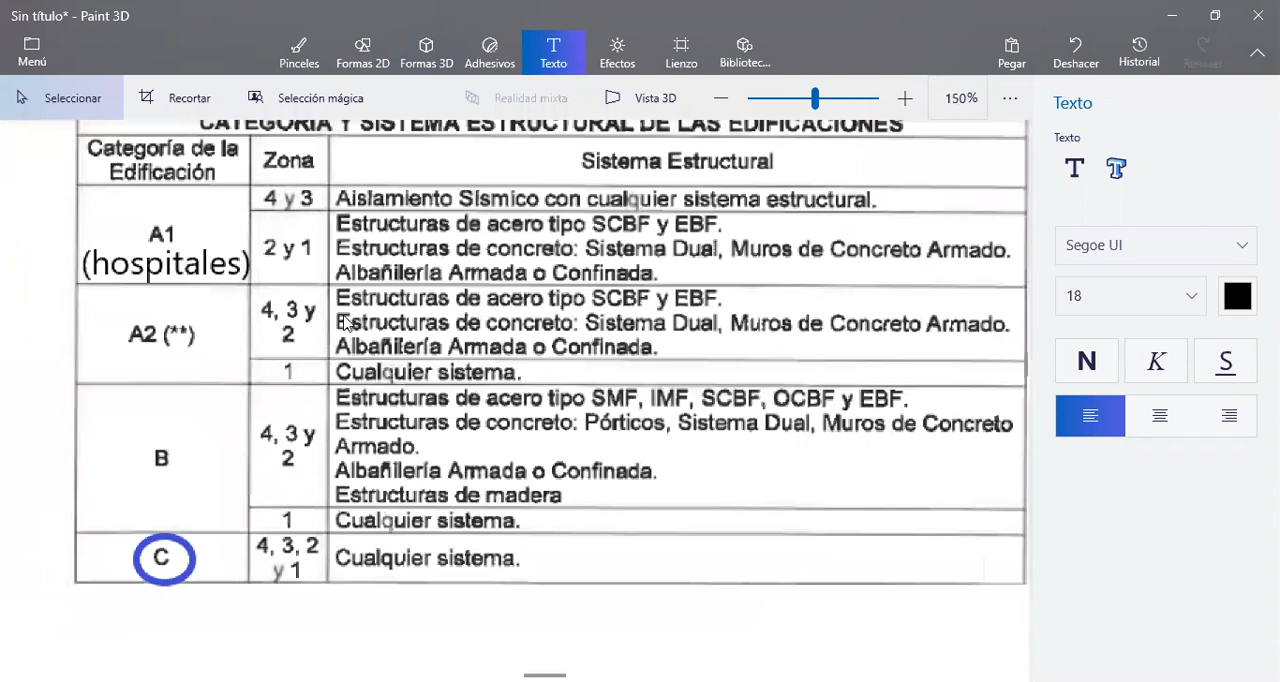 Sin título* - Paint 3D
Menú
Pinceles
Formas 2D
Formas 3D
Adhesivos
Texto
Efectos
Lienzo
Bibliotec...
Pegar
Deshacer
Historial
Rehacer
Seleccionar
Recortar
Selección mágica
Realidad mixta
Vista 3D
150%
Texto
Texto
T
T
Segoe UI
18
N K S
CATEGORÍA Y SISTEMA ESTRUCTURAL DE LAS EDIFICACIONES
Categoría de la
Edificación
Zona
Sistema Estructural
A1
(hospitales)
4 y 3
Aislamiento Sísmico con cualquier sistema estructural.
2 y 1
Estructuras de acero tipo SCBF y EBF.
Estructuras de concreto: Sistema Dual, Muros de Concreto Armado.
Albañilería Armada o Confinada.
A2 (**)
4, 3 y
2
Estructuras de acero tipo SCBF y EBF.
Estructuras de concreto: Sistema Dual, Muros de Concreto Armado.
Albañilería Armada o Confinada.
1
Cualquier sistema.
B
4, 3 y
2
Estructuras de acero tipo SMF, IMF, SCBF, OCBF y EBF.
Estructuras de concreto: Pórticos, Sistema Dual, Muros de Concreto
Armado.
Albañilería Armada o Confinada.
Estructuras de madera
1
Cualquier sistema.
C
4, 3, 2
y 1
Cualquier sistema.